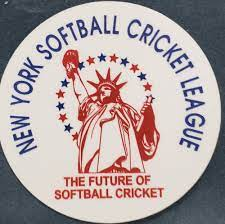 NEW YORK SOFTBALL CRICKET LEAGUE
THE FUTURE OF
SOFTBALL CRICKET